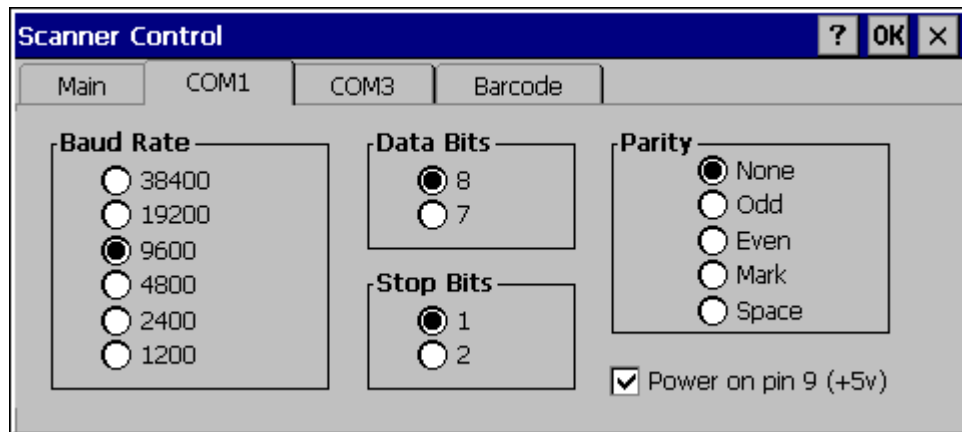 Scanner Control ? OK ×
Main COM1 COM3 Barcode
Baud Rate
38400
19200
9600
4800
2400
1200
Data Bits
8
7
Stop Bits
1
2
Parity
None
Odd
Even
Mark
Space
Power on pin 9 (+5v)